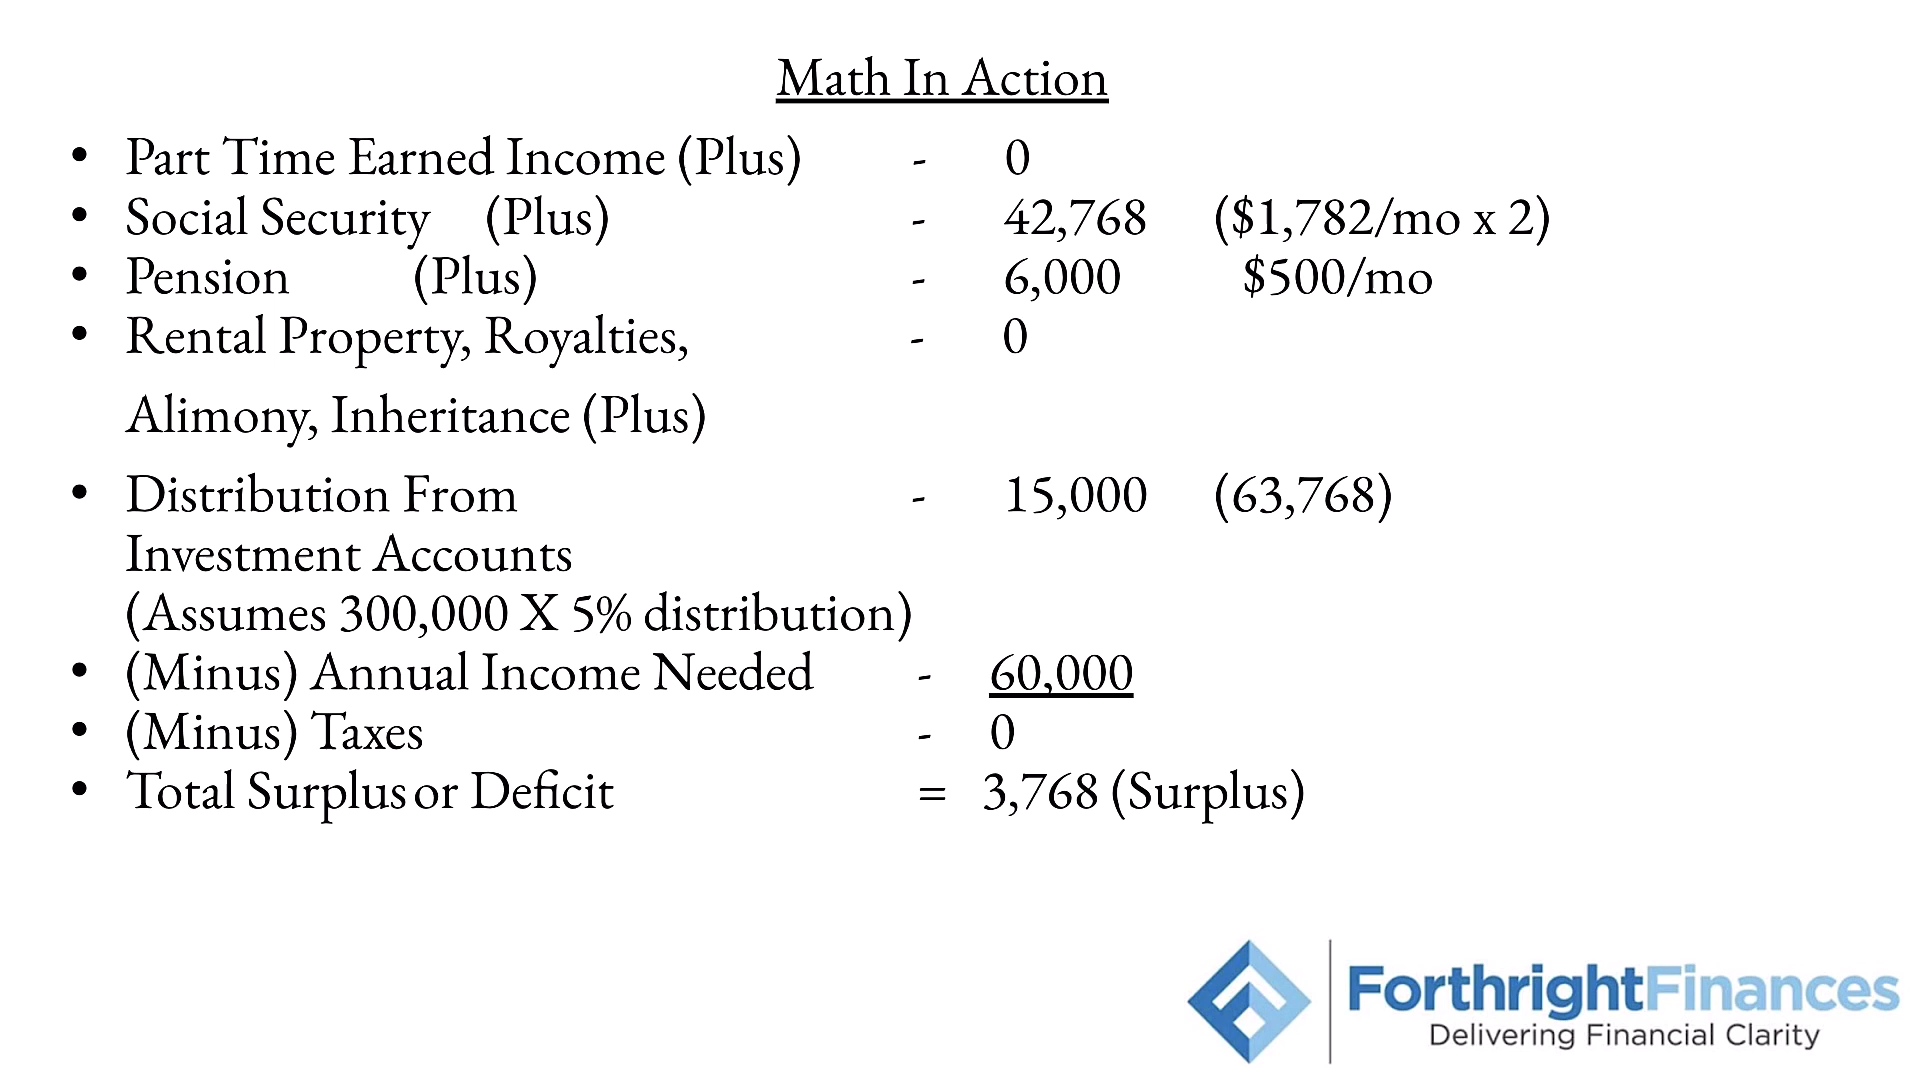 Math In Action
• Part Time Earned Income (Plus) - 0
• Social Security (Plus) - 42,768 ($1,782/mo x 2)
• Pension (Plus) - 6,000 $500/mo
• Rental Property, Royalties, - 0
Alimony, Inheritance (Plus)
• Distribution From - 15,000 (63,768)
Investment Accounts
(Assumes 300,000 X 5% distribution)
• (Minus) Annual Income Needed - 60,000
• (Minus) Taxes - 0
• Total Surplus or Deficit = 3,768 (Surplus)
ForthrightFinances
Delivering Financial Clarity